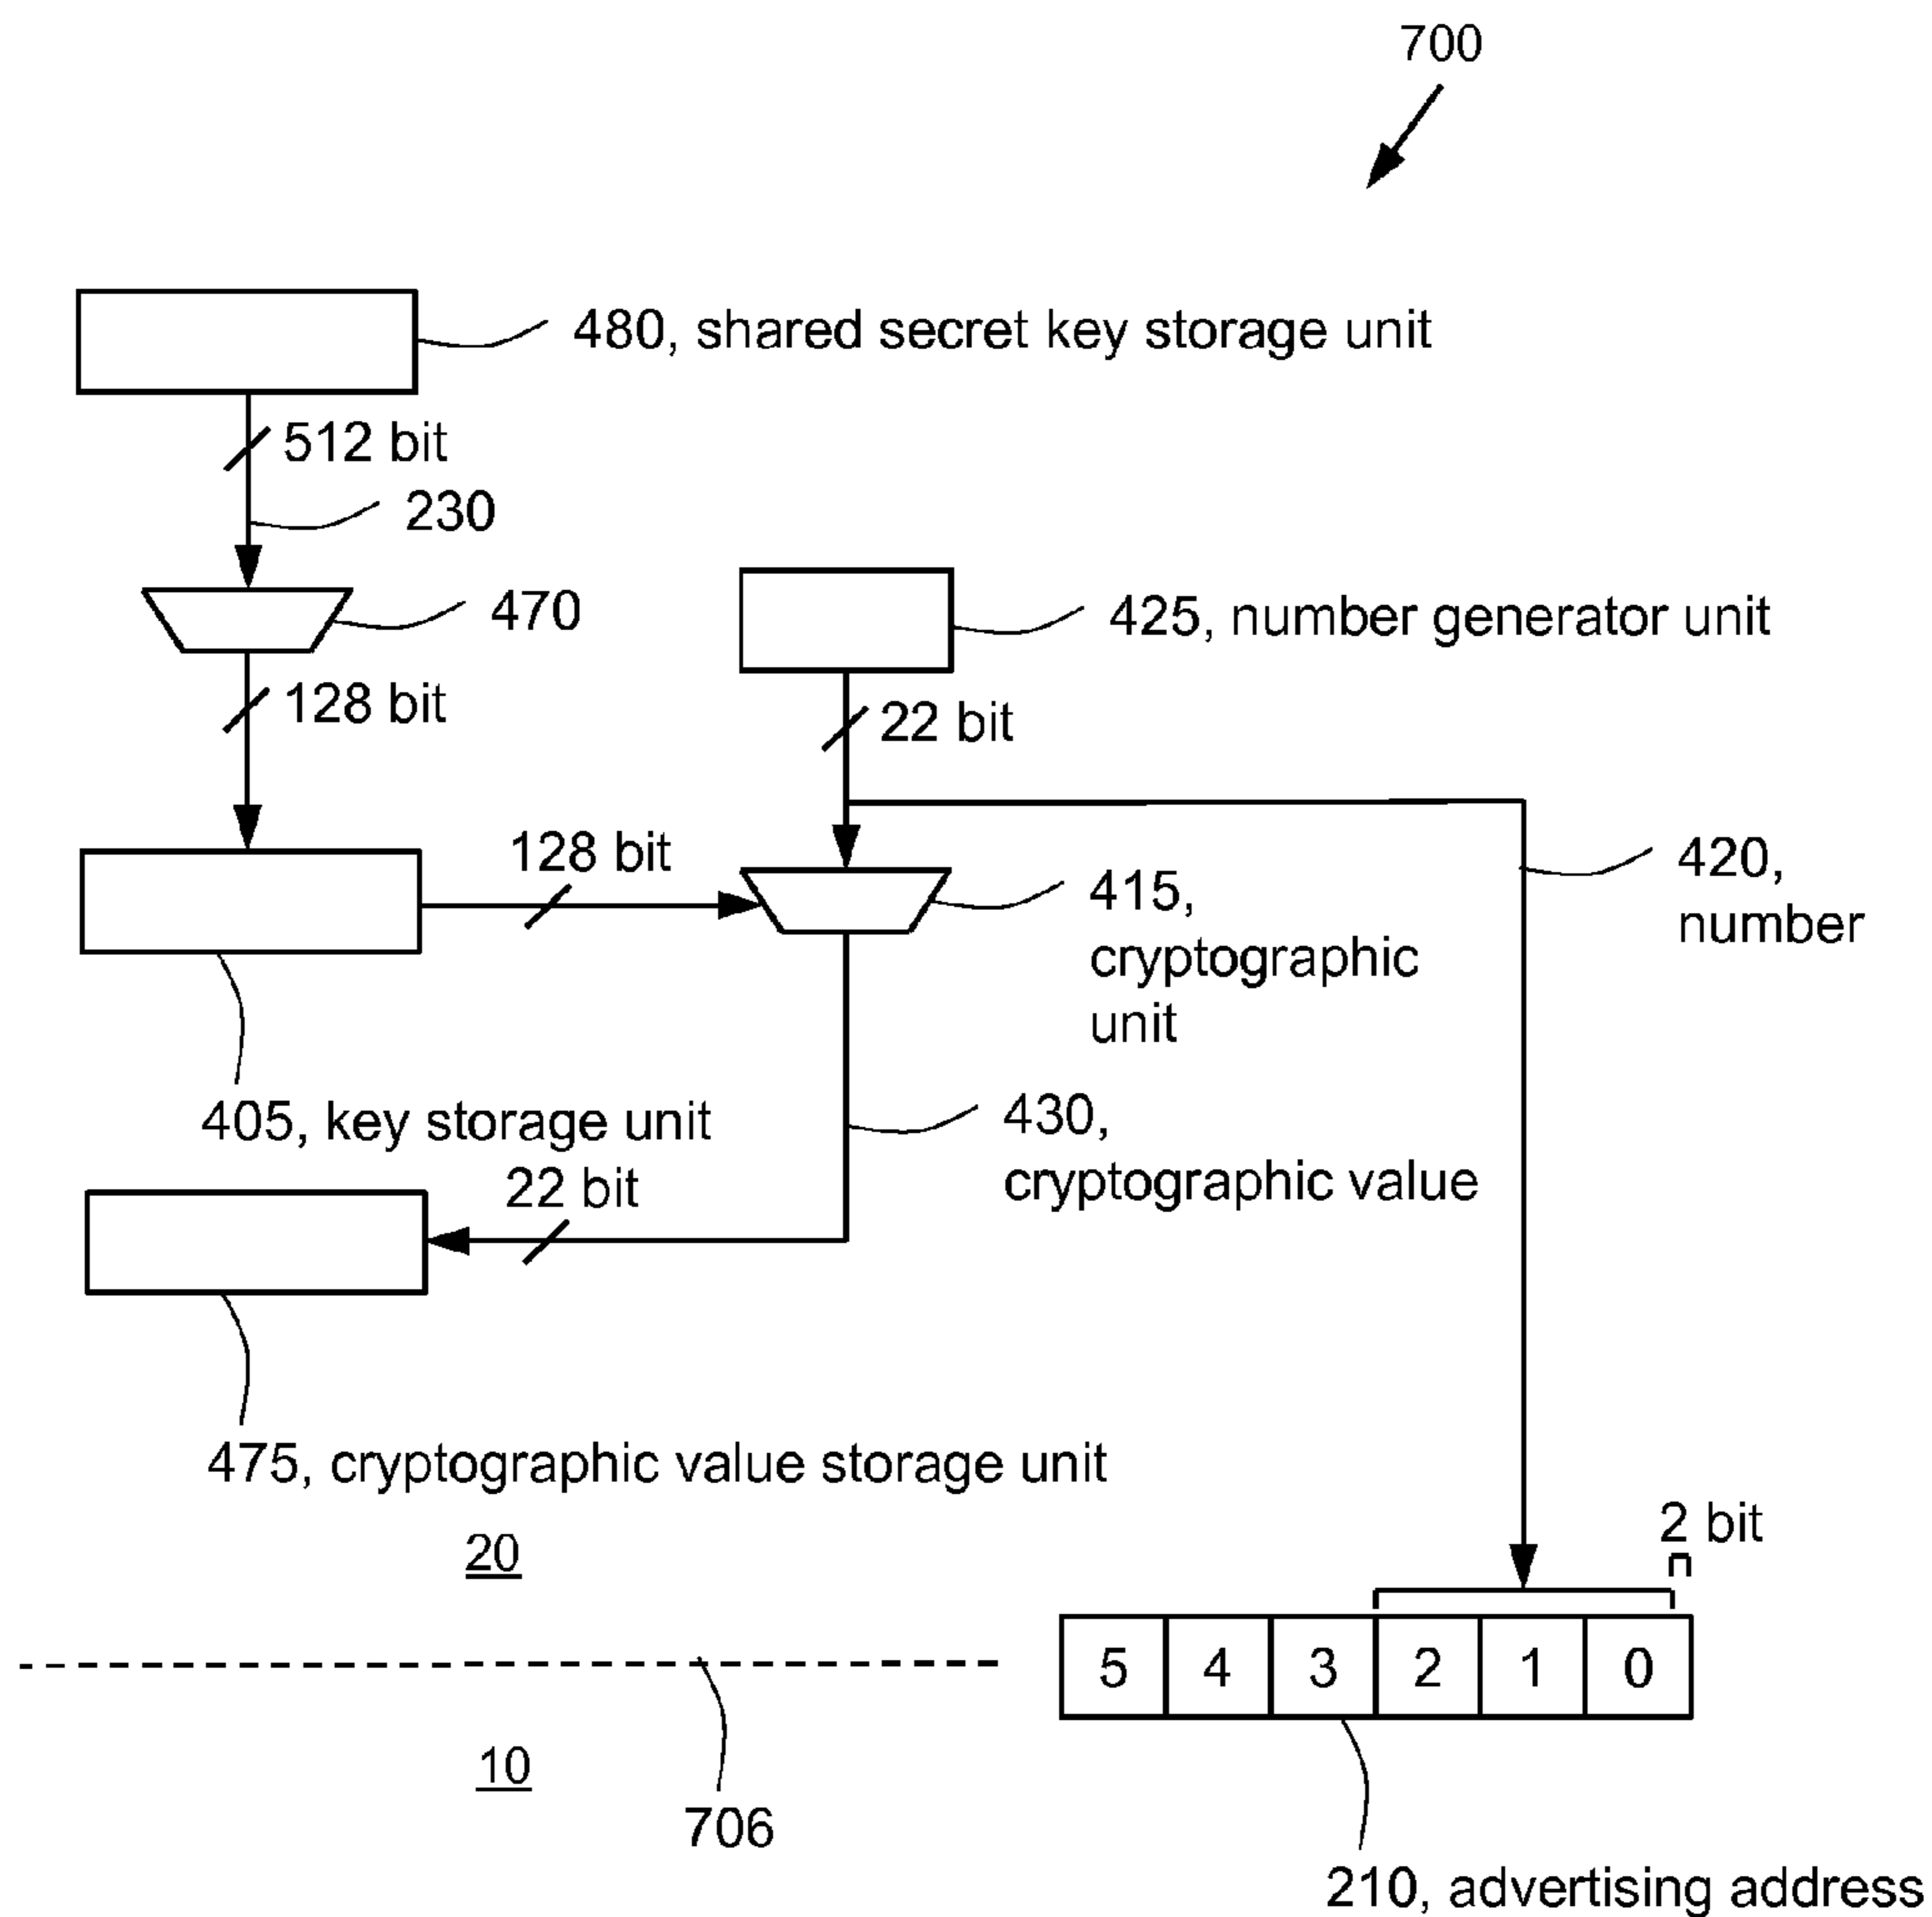 700
480, shared secret key storage unit
512 bit
230
470
425, number generator unit
128 bit
22 bit
128 bit
420,
number
415,
cryptographic
unit
405, key storage unit
430,
cryptographic value
22 bit
475, cryptographic value storage unit
20
2 bit
5 4 3 2 1 0
10
706
210, advertising address